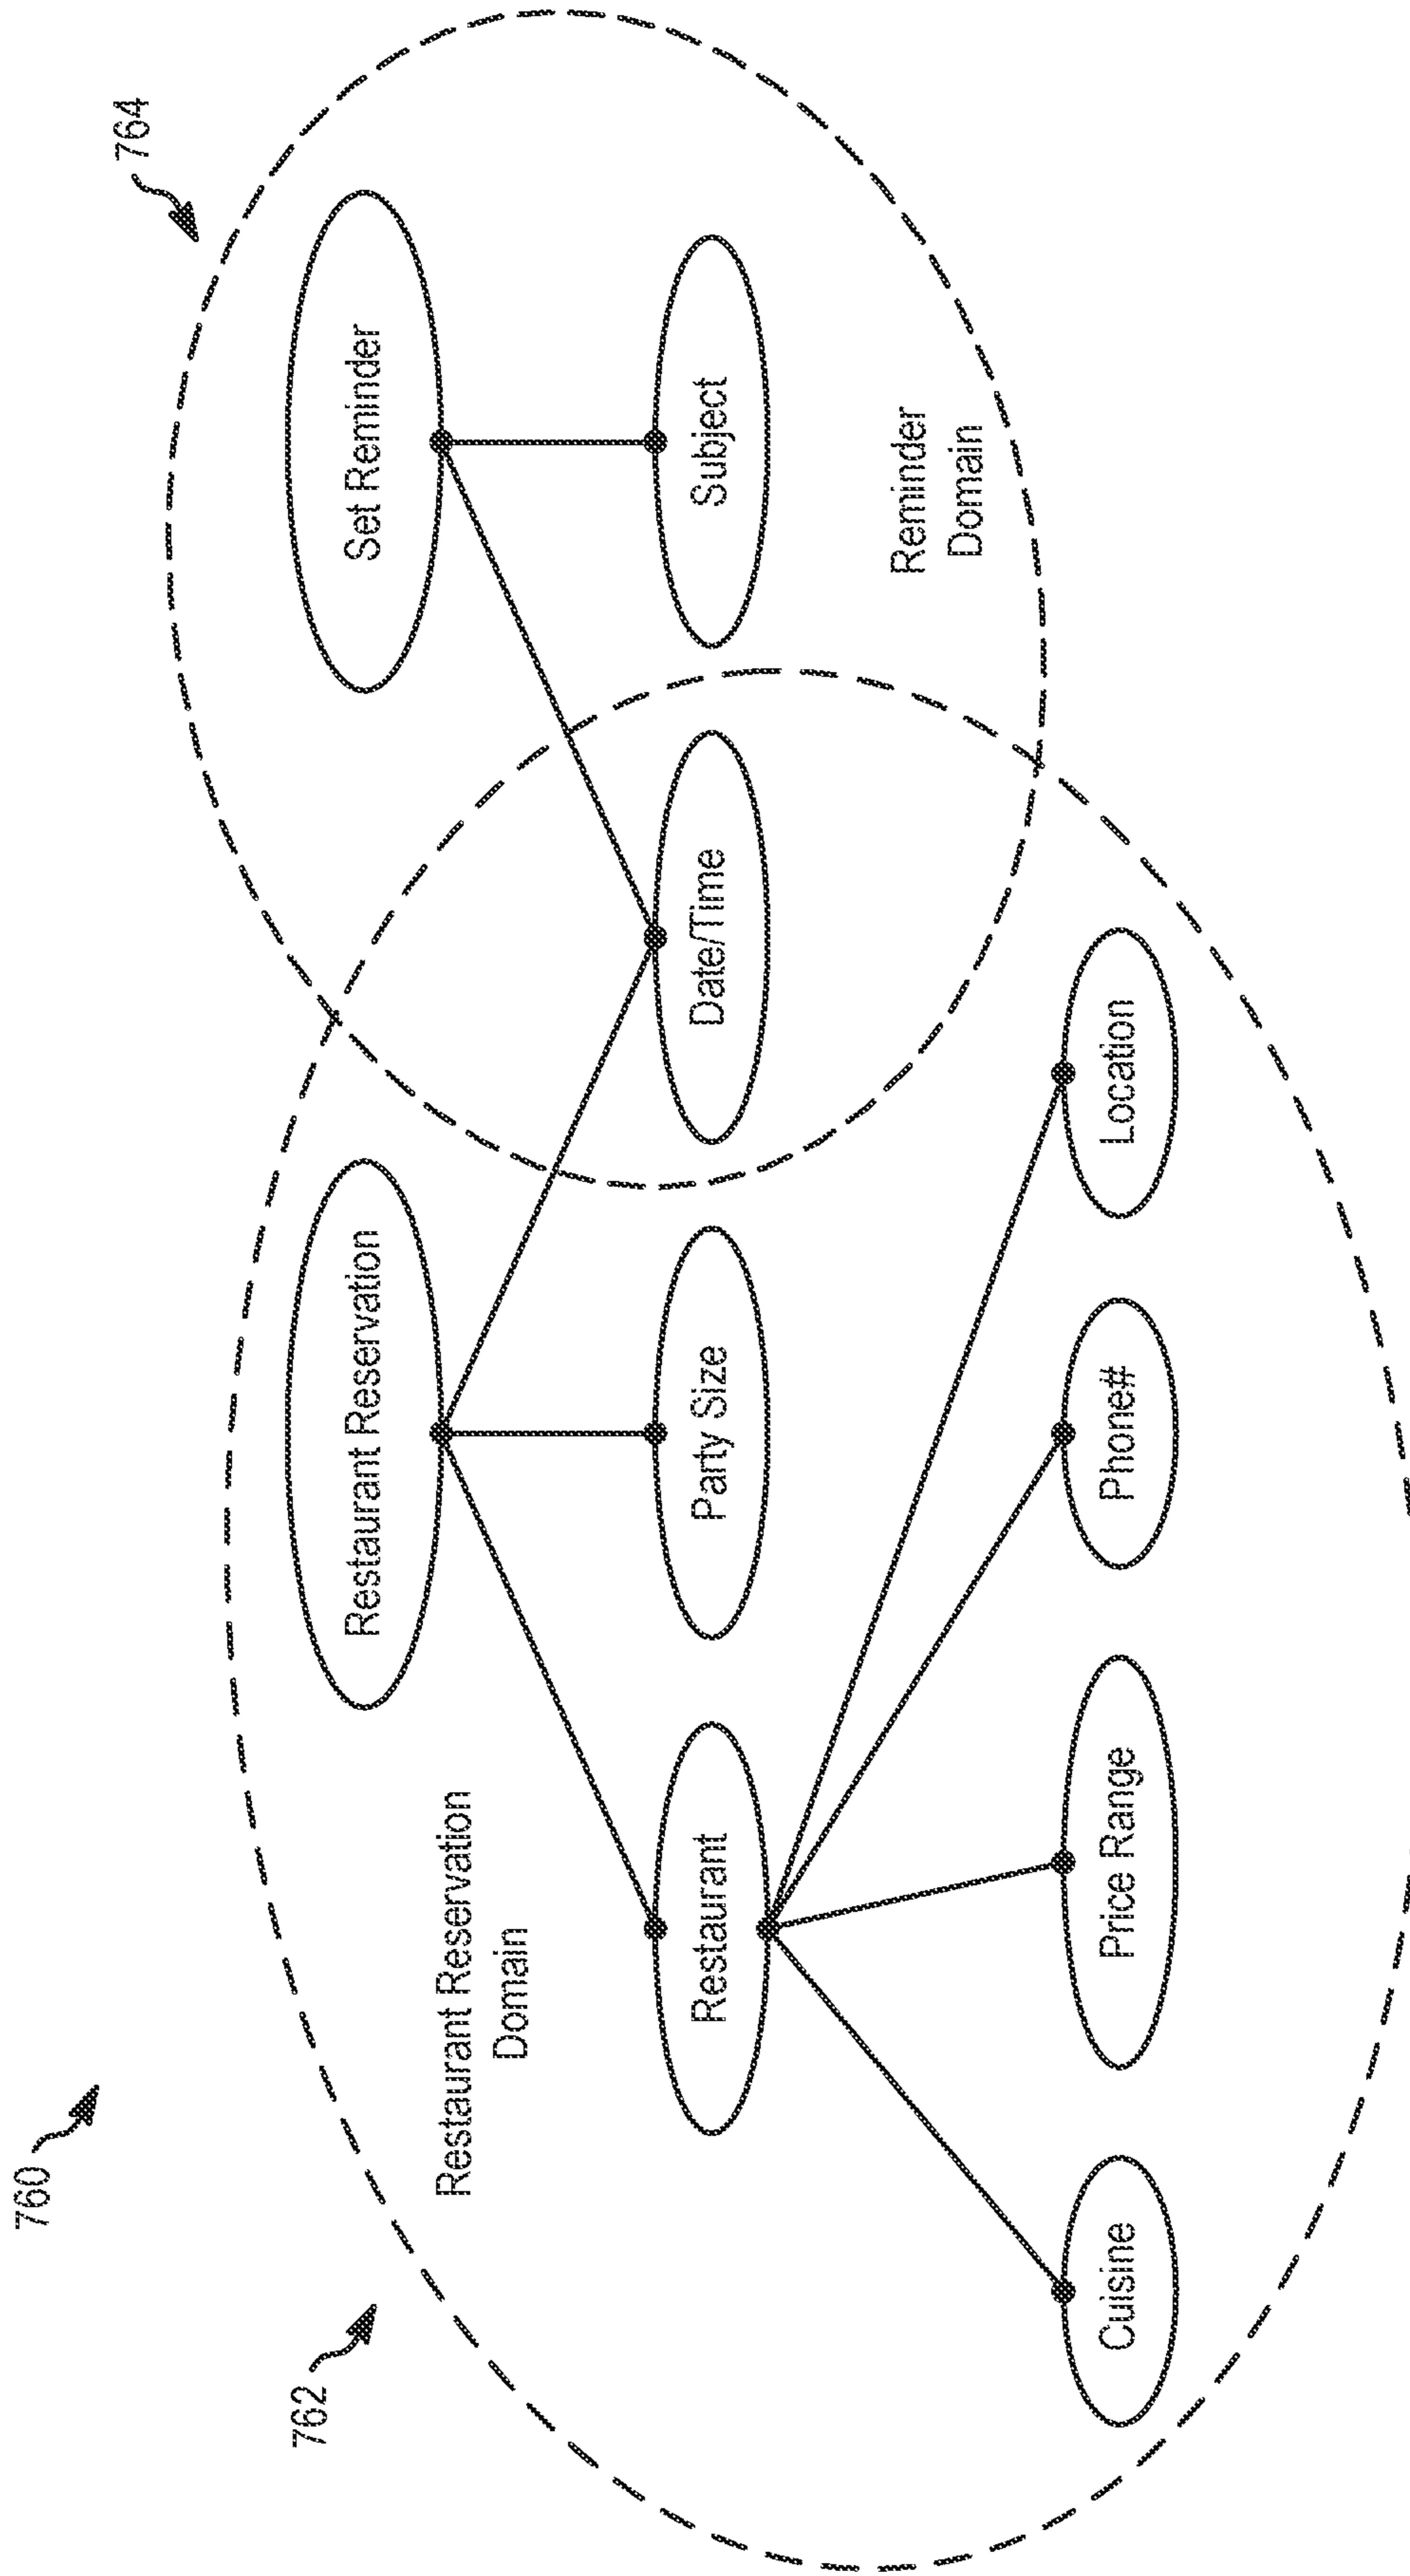 760
762
764
Restaurant Reservation
Set Reminder
Restaurant Reservation
Domain
Restaurant
Party Size
Date/Time
Subject
Reminder
Domain
Cuisine
Price Range
Phone#
Location